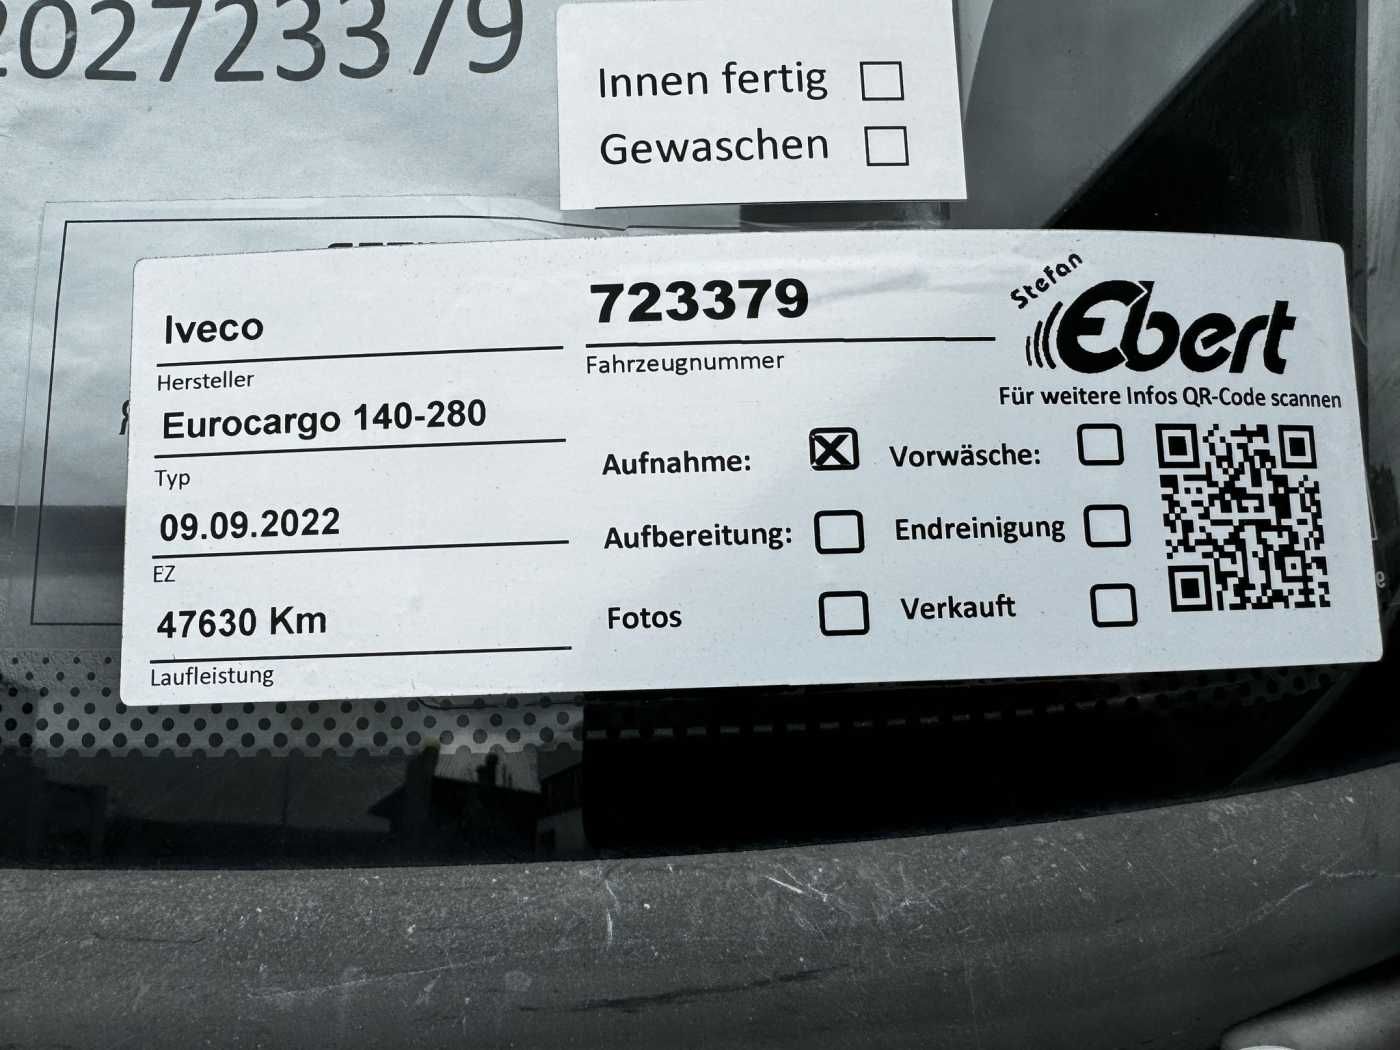 202723379
Innen fertig
Gewaschen
Iveco
Hersteller
Eurocargo 140-280
Typ
09.09.2022
EZ
47630 Km
Laufleistung
723379
Fahrzeugnummer
Stefan
Ebert
Für weitere Infos QR-Code scannen
Aufnahme:
Vorwäsche:
Aufbereitung:
Endreinigung
Fotos
Verkauft